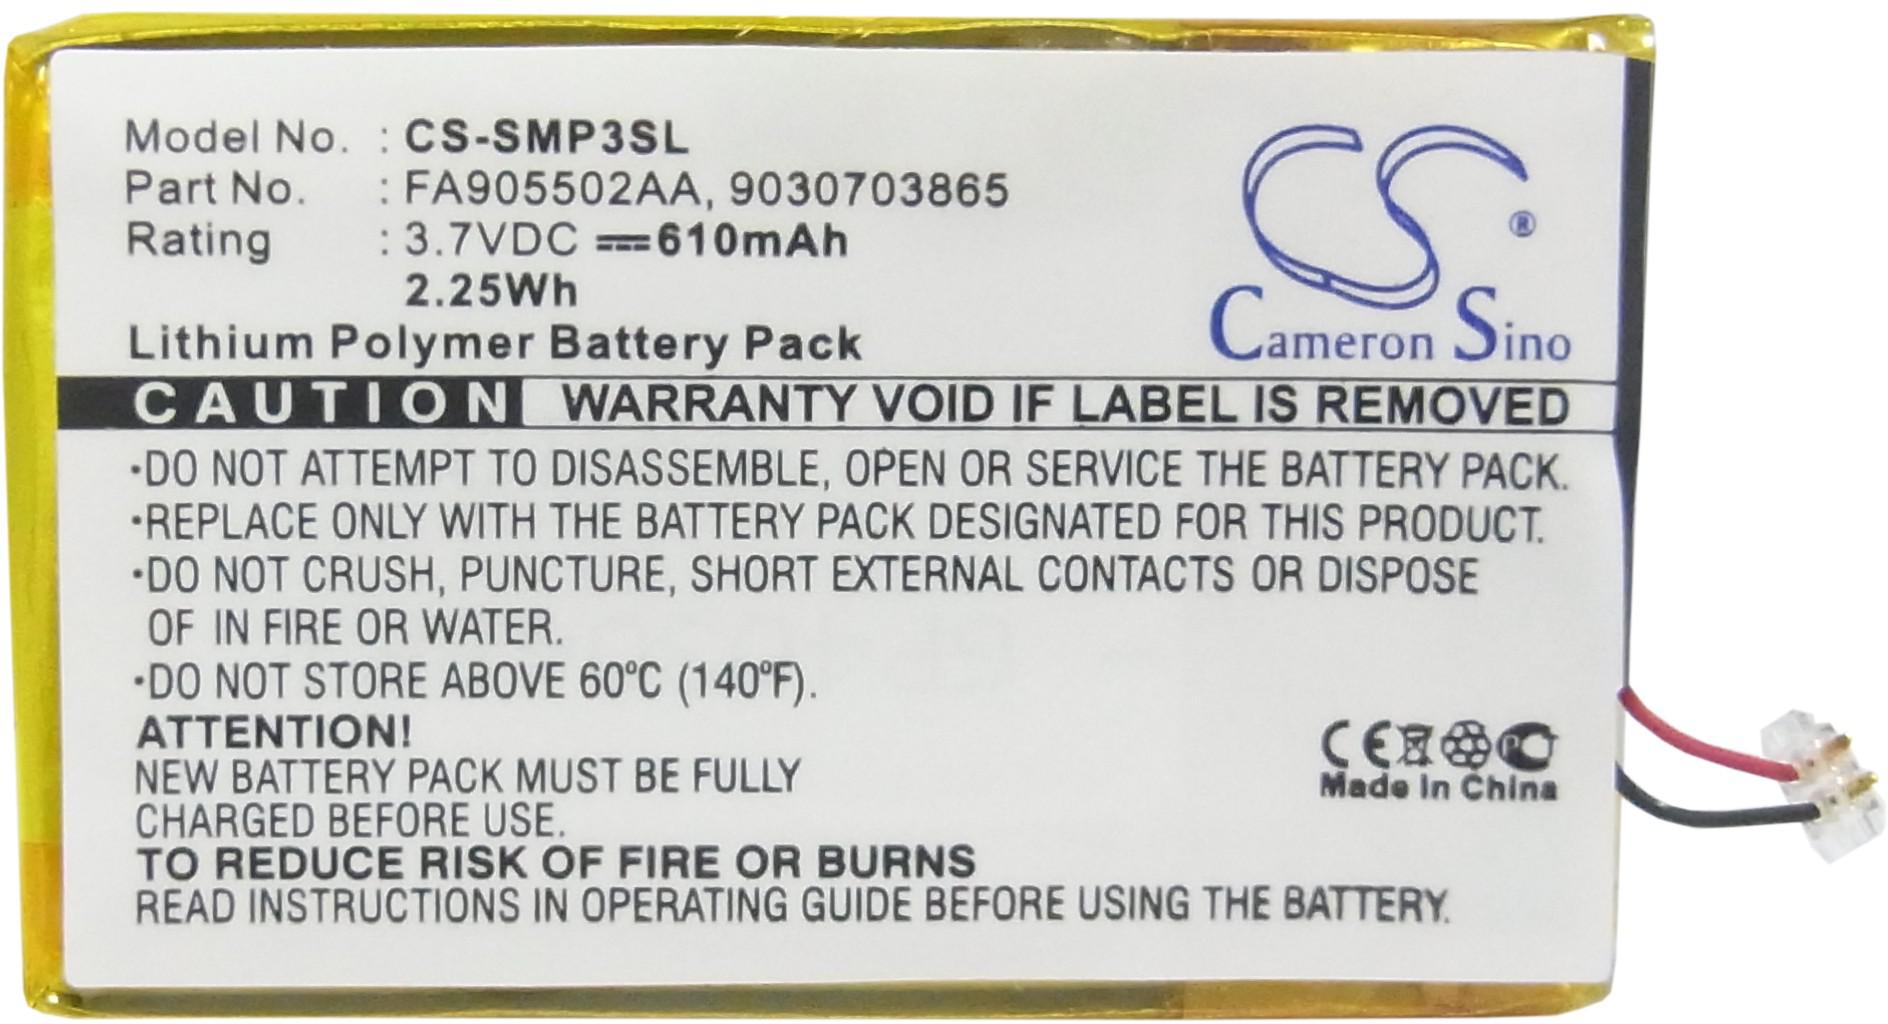 Model No. : CS-SMP3SL
Part No. : FA905502AA, 9030703865
Rating : 3.7VDC ⎓610mAh
2.25Wh
Lithium Polymer Battery Pack
CS ®
Cameron Sino
CAUTION WARRANTY VOID IF LABEL IS REMOVED
·DO NOT ATTEMPT TO DISASSEMBLE, OPEN OR SERVICE THE BATTERY PACK.
·REPLACE ONLY WITH THE BATTERY PACK DESIGNATED FOR THIS PRODUCT.
·DO NOT CRUSH, PUNCTURE, SHORT EXTERNAL CONTACTS OR DISPOSE
OF IN FIRE OR WATER.
·DO NOT STORE ABOVE 60ºC (140ºF).
ATTENTION!
NEW BATTERY PACK MUST BE FULLY
CHARGED BEFORE USE.
TO REDUCE RISK OF FIRE OR BURNS
READ INSTRUCTIONS IN OPERATING GUIDE BEFORE USING THE BATTERY.
CE
Made in China